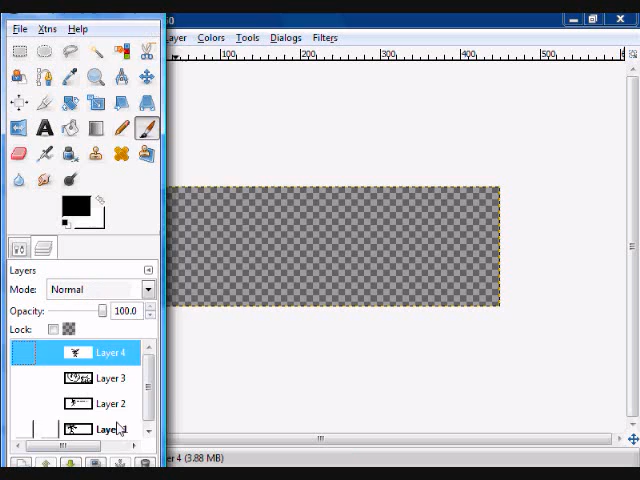 File Xtns Help
ayer Colors Tools Dialogs Filters
100 200 300 400 500
Layers
Mode: Normal
Opacity: 100.0
Lock:
Layer 4
Layer 3
Layer 2
er 4 (3.88 MB)